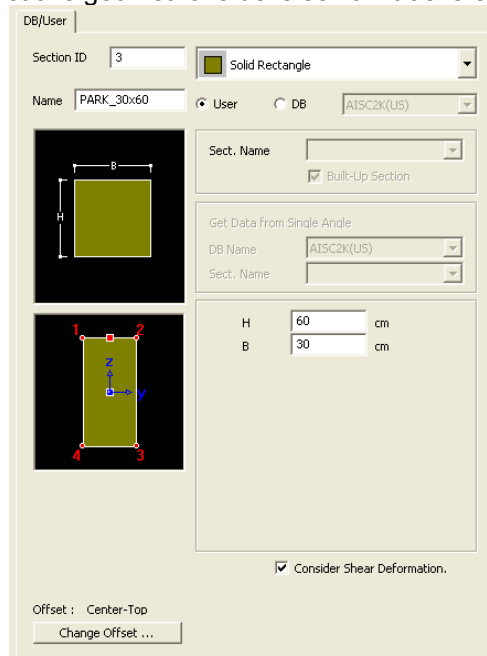 DB/User
Section ID 3 Solid Rectangle
Name PARK_30x60 User DB AISC2K(US)
B
H
Sect. Name
Built-Up Section
Get Data from Single Angle
DB Name AISC2K(US)
Sect. Name
H 60 cm
B 30 cm
1 2
z
y
4 3
Consider Shear Deformation.
Offset : Center-Top
Change Offset ...